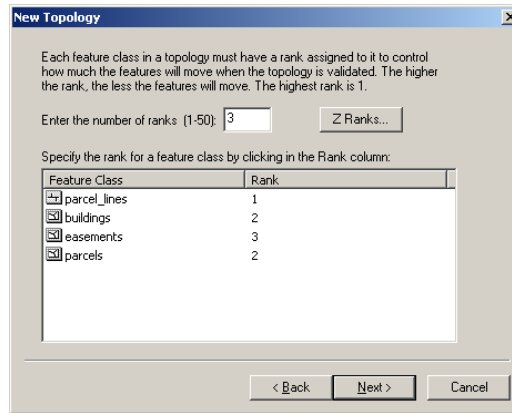 New Topology
Each feature class in a topology must have a rank assigned to it to control
how much the features will move when the topology is validated. The higher
the rank, the less the features will move. The highest rank is 1.
Enter the number of ranks (1-50): 3 Z Ranks...
Specify the rank for a feature class by clicking in the Rank column:
Feature Class Rank
parcel_lines 1
buildings 2
easements 3
parcels 2
< Back Next > Cancel